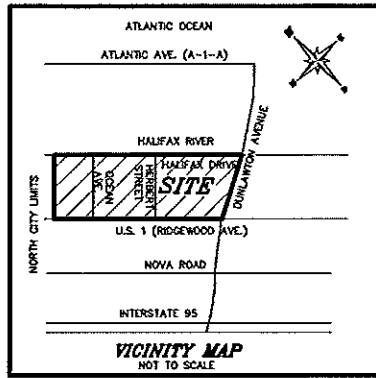 ATLANTIC OCEAN
ATLANTIC AVE. (A-1-A)
HALIFAX RIVER
HALIFAX DRIVE
DUNLAWTON AVENUE
NORTH CITY LIMITS
OCEAN
AVE.
HERBERT
STREET
SITE
U.S. 1 (RIDGEWOOD AVE.)
NOVA ROAD
INTERSTATE 95
VICINITY MAP
NOT TO SCALE